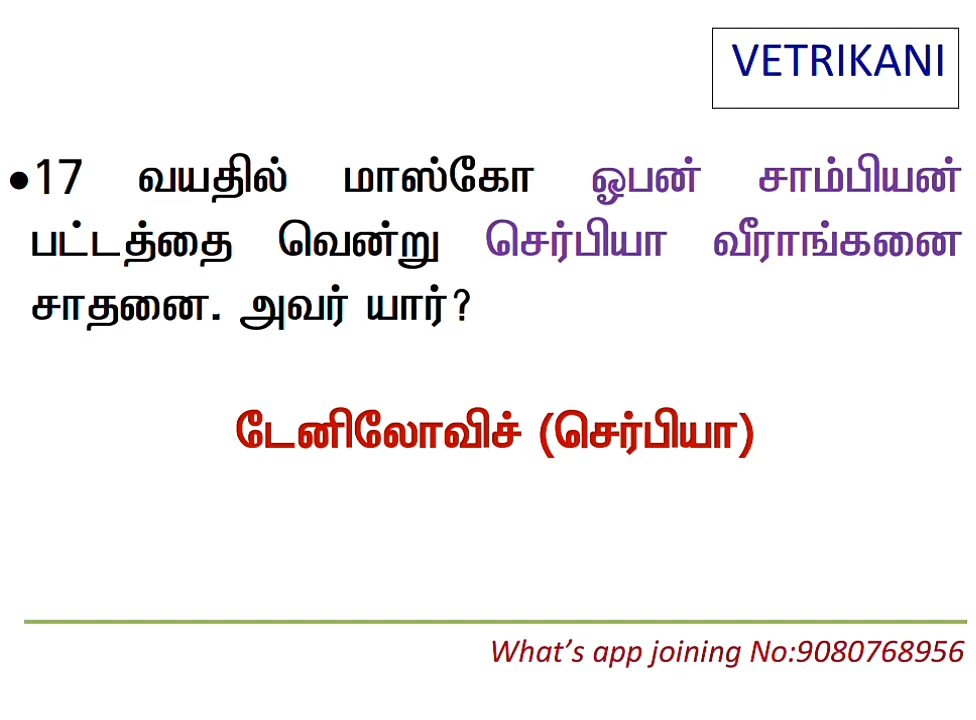 VETRIKANI
•17 வயதில் மாஸ்கோ ஓபன் சாம்பியன்
பட்டத்தை வென்று செர்பியா வீராங்கனை
சாதனை. அவர் யார்?
டேனிலோவிச் (செர்பியா)
What’s app joining No:9080768956